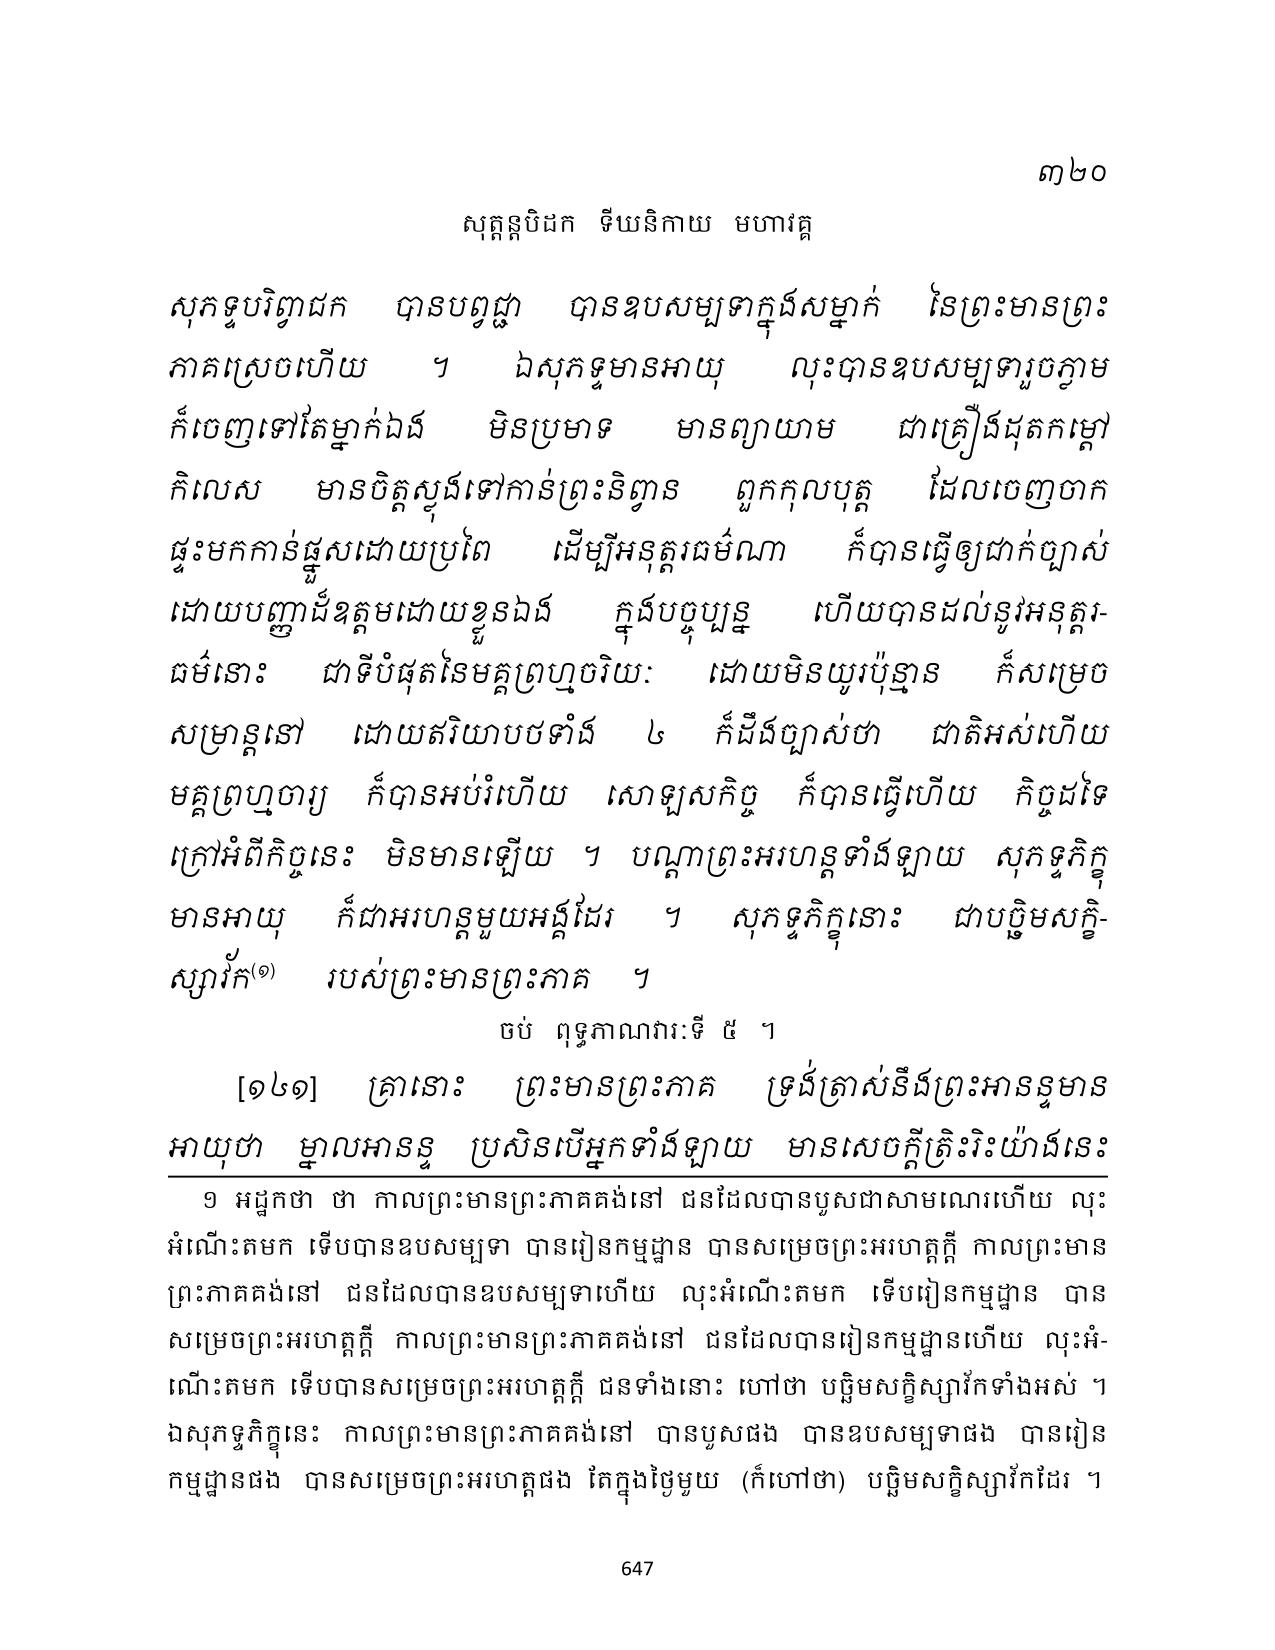 ៣២០
សុត្តន្តបិដក ទីឃនិកាយ មហាវគ្គ
សុភទ្ទបរិព្វាជក បានបព្វជ្ជា បានឧបសម្បទាក្នុងសម្នាក់ នៃព្រះមានព្រះ
ភាគស្រេចហើយ ។ ឯសុភទ្ទមានអាយុ លុះបានឧបសម្បទារួចភ្លាម
ក៏ចេញទៅតែម្នាក់ឯង មិនប្រមាទ មានព្យាយាម ជាគ្រឿងដុតកម្ដៅ
កិលេស មានចិត្តស្លុងទៅកាន់ព្រះនិព្វាន ពួកកុលបុត្ត ដែលចេញចាក
ផ្ទះមកកាន់ផ្នួសដោយប្រពៃ ដើម្បីអនុត្តរធម៌ណា ក៏បានធ្វើឲ្យជាក់ច្បាស់
ដោយបញ្ញាដ៏ឧត្តមដោយខ្លួនឯង ក្នុងបច្ចុប្បន្ន ហើយបានដល់នូវអនុត្តរ-
ធម៌នោះ ជាទីបំផុតនៃមគ្គព្រហ្មចរិយៈ ដោយមិនយូរប៉ុន្មាន ក៏សម្រេច
សម្រាន្តនៅ ដោយឥរិយាបថទាំង ៤ ក៏ដឹងច្បាស់ថា ជាតិអស់ហើយ
មគ្គព្រហ្មចារ្យ ក៏បានអប់រំហើយ សោឡសកិច្ច ក៏បានធ្វើហើយ កិច្ចដទៃ
ក្រៅអំពីកិច្ចនេះ មិនមានឡើយ ។ បណ្ដាព្រះអរហន្តទាំងឡាយ សុភទ្ទភិក្ខុ
មានអាយុ ក៏ជាអរហន្តមួយអង្គដែរ ។ សុភទ្ទភិក្ខុនោះ ជាបច្ឆិមសក្ខិ-
ស្សាវ័ក(១) របស់ព្រះមានព្រះភាគ ។
ចប់ ពុទ្ធភាណវារៈទី ៥ ។
[១៤១] គ្រានោះ ព្រះមានព្រះភាគ ទ្រង់ត្រាស់នឹងព្រះអានន្ទមាន
អាយុថា ម្នាលអានន្ទ ប្រសិនបើអ្នកទាំងឡាយ មានសេចក្ដីត្រិះរិះយ៉ាងនេះ
១ អដ្ឋកថា ថា កាលព្រះមានព្រះភាគគង់នៅ ជនដែលបានបួសជាសាមណេរហើយ លុះ
អំណើះតមក ទើបបានឧបសម្បទា បានរៀនកម្មដ្ឋាន បានសម្រេចព្រះអរហត្តក្ដី កាលព្រះមាន
ព្រះភាគគង់នៅ ជនដែលបានឧបសម្បទាហើយ លុះអំណើះតមក ទើបរៀនកម្មដ្ឋាន បាន
សម្រេចព្រះអរហត្តក្ដី កាលព្រះមានព្រះភាគគង់នៅ ជនដែលបានរៀនកម្មដ្ឋានហើយ លុះអំ-
ណើះតមក ទើបបានសម្រេចព្រះអរហត្តក្ដី ជនទាំងនោះ ហៅថា បច្ឆិមសក្ខិស្សាវ័កទាំងអស់ ។
ឯសុភទ្ទភិក្ខុនេះ កាលព្រះមានព្រះភាគគង់នៅ បានបួសផង បានឧបសម្បទាផង បានរៀន
កម្មដ្ឋានផង បានសម្រេចព្រះអរហត្តផង តែក្នុងថ្ងៃមួយ (ក៏ហៅថា) បច្ឆិមសក្ខិស្សាវ័កដែរ ។
647